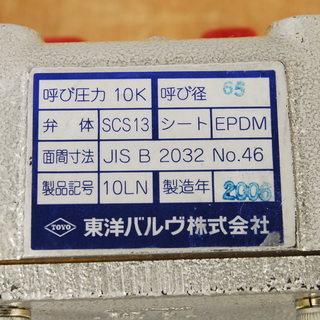 呼び圧力 10K 呼び径 65
弁 体 SCS13 シート EPDM
面間寸法 JIS B 2032 No.46
製品記号 10LN 製造年 2006
TOYO 東洋バルヴ株式会社